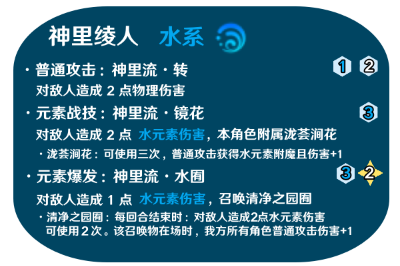 神里绫人 水系
· 普通攻击：神里流 · 转 1 2
对敌人造成 2 点物理伤害
· 元素战技：神里流 · 镜花 3
对敌人造成 2 点 水元素伤害，本角色附属泷荟涧花
· 泷荟涧花：可使用三次，普通攻击获得水元素附魔且伤害+1
· 元素爆发：神里流 · 水囿 3 2
对敌人造成 1 点 水元素伤害，召唤清净之园囿
· 清净之园囿：每回合结束时：对敌人造成2点水元素伤害
可使用 2 次。该召唤物在场时，我方所有角色普通攻击伤害+1